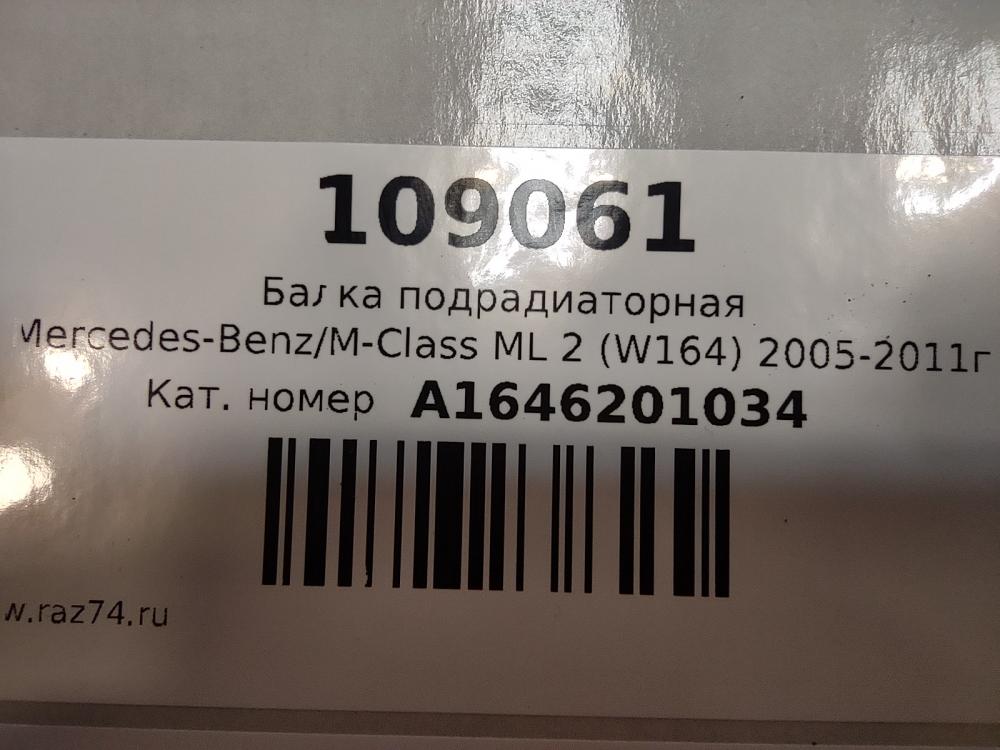 109061
Балка подрадиаторная
Mercedes-Benz/M-Class ML 2 (W164) 2005-2011г
Кат. номер A1646201034
w.raz74.ru